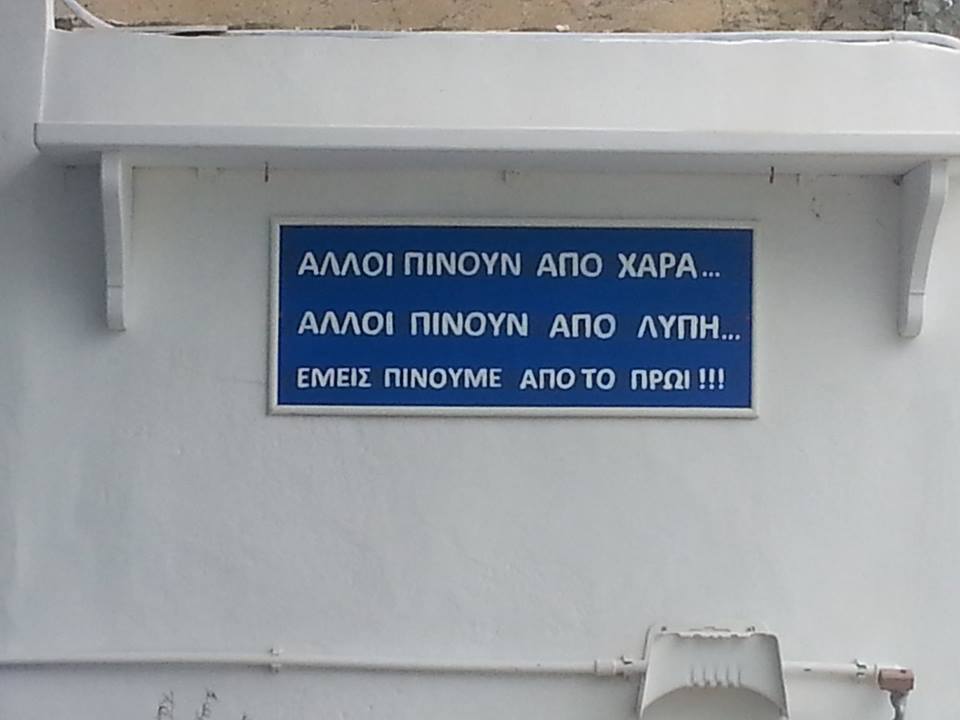 ΑΛΛΟΙ ΠΙΝΟΥΝ ΑΠΟ ΧΑΡΑ...
ΑΛΛΟΙ ΠΙΝΟΥΝ ΑΠΟ ΛΥΠΗ...
ΕΜΕΙΣ ΠΙΝΟΥΜΕ ΑΠΟ ΤΟ ΠΡΩΙ !!!